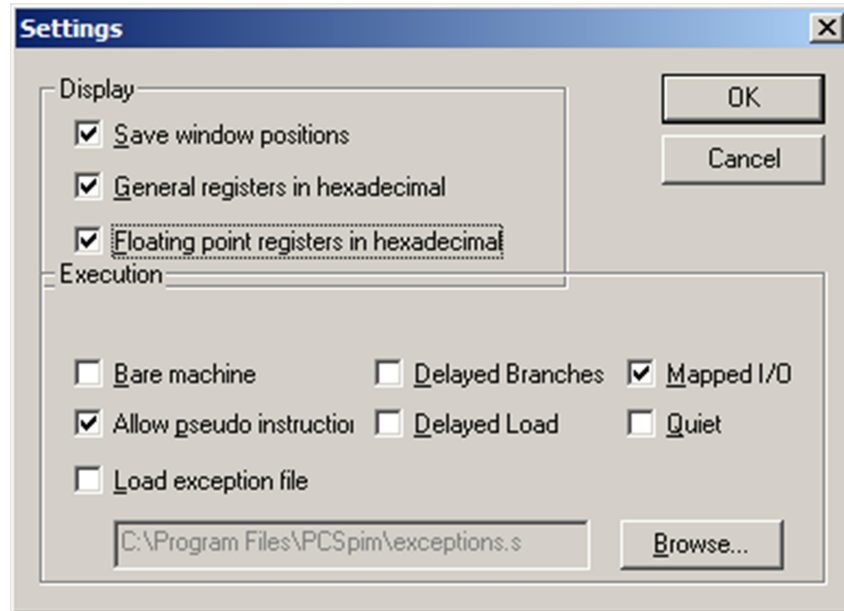 Settings
Display
OK
Save window positions
Cancel
General registers in hexadecimal
Floating point registers in hexadecimal
Execution
Bare machine Delayed Branches Mapped I/O
Allow pseudo instruction Delayed Load Quiet
Load exception file
C:\Program Files\PCSpim\exceptions.s Browse...